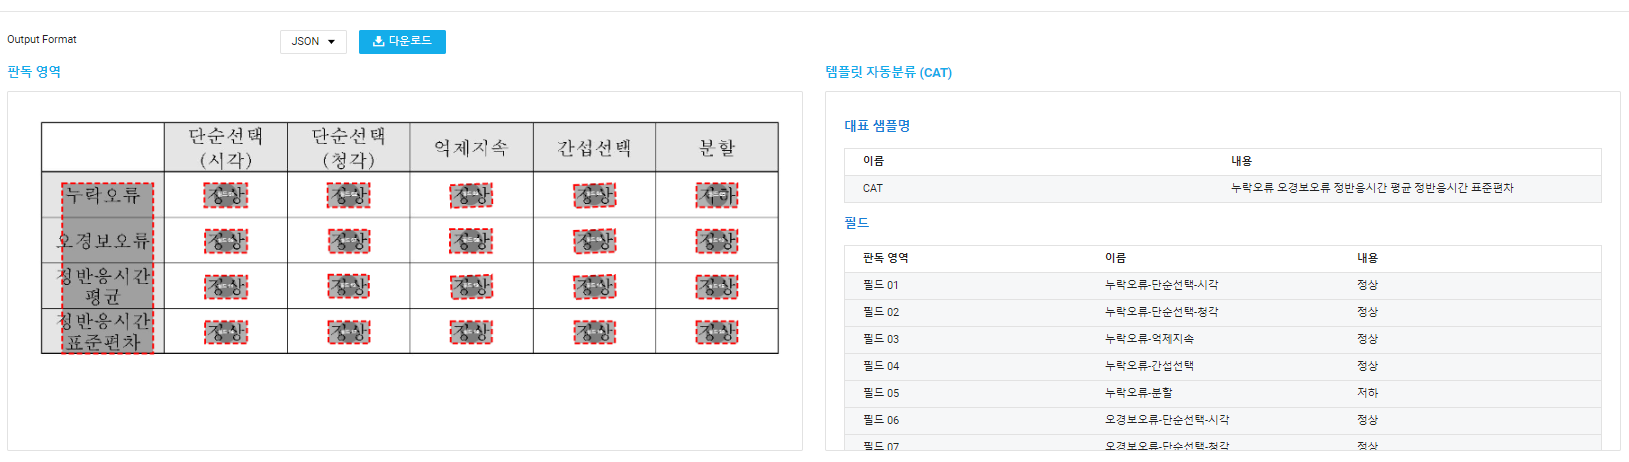 Output Format
JSON
다운로드
판독 영역
템플릿 자동분류 (CAT)
단순선택 (시각)
단순선택 (청각)
억제지속
간섭선택
분할
누락오류
정상
정상
정상
정상
저하
오경보오류
정상
정상
정상
정상
정상
정반응시간 평균
정상
정상
정상
정상
정상
정반응시간 표준편차
정상
정상
정상
정상
정상
대표 샘플명
이름 내용
CAT 누락오류 오경보오류 정반응시간 평균 정반응시간 표준편차
필드
판독 영역 이름 내용
필드 01 누락오류-단순선택-시각 정상
필드 02 누락오류-단순선택-청각 정상
필드 03 누락오류-억제지속 정상
필드 04 누락오류-간섭선택 정상
필드 05 누락오류-분할 저하
필드 06 오경보오류-단순선택-시각 정상
필드 07 오경보오류-단순선택-청각 정상